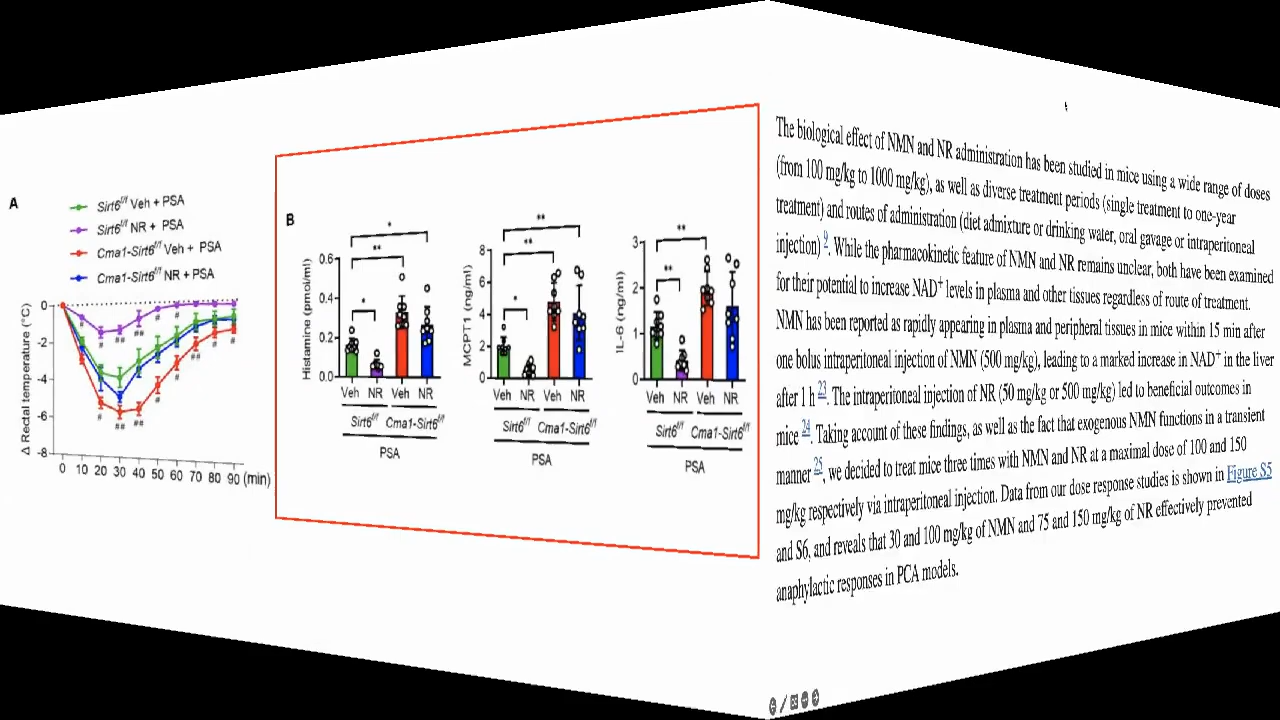 A
Sirt6f/f Veh + PSA
Sirt6f/f NR + PSA
Cma1-Sirt6f/f Veh + PSA
Cma1-Sirt6f/f NR + PSA
Δ Rectal temperature (°C)
0
-2
-4
-6
-8
# ## ## # #
# ## ## # # ## # #
0 10 20 30 40 50 60 70 80 90 (min)
B
Histamine (pmol/ml)
0.6
0.4
0.2
0.0
* ** *
Veh NR Veh NR
Sirt6f/f Cma1-Sirt6f/f
PSA
MCPT1 (ng/ml)
8
6
4
2
0
* ** **
Veh NR Veh NR
Sirt6f/f Cma1-Sirt6f/f
PSA
IL-6 (ng/ml)
3
2
1
0
** **
Veh NR Veh NR
Sirt6f/f Cma1-Sirt6f/f
PSA
The biological effect of NMN and NR administration has been studied in mice using a wide range of doses
(from 100 mg/kg to 1000 mg/kg), as well as diverse treatment periods (single treatment to one-year
treatment) and routes of administration (diet admixture or drinking water, oral gavage or intraperitoneal
injection) 9. While the pharmacokinetic feature of NMN and NR remains unclear, both have been examined
for their potential to increase NAD+ levels in plasma and other tissues regardless of route of treatment.
NMN has been reported as rapidly appearing in plasma and peripheral tissues in mice within 15 min after
one bolus intraperitoneal injection of NMN (500 mg/kg), leading to a marked increase in NAD+ in the liver
after 1 h 23. The intraperitoneal injection of NR (50 mg/kg or 500 mg/kg) led to beneficial outcomes in
mice 24. Taking account of these findings, as well as the fact that exogenous NMN functions in a transient
manner 25, we decided to treat mice three times with NMN and NR at a maximal dose of 100 and 150
mg/kg respectively via intraperitoneal injection. Data from our dose response studies is shown in Figure S5
and S6, and reveals that 30 and 100 mg/kg of NMN and 75 and 150 mg/kg of NR effectively prevented
anaphylactic responses in PCA models.